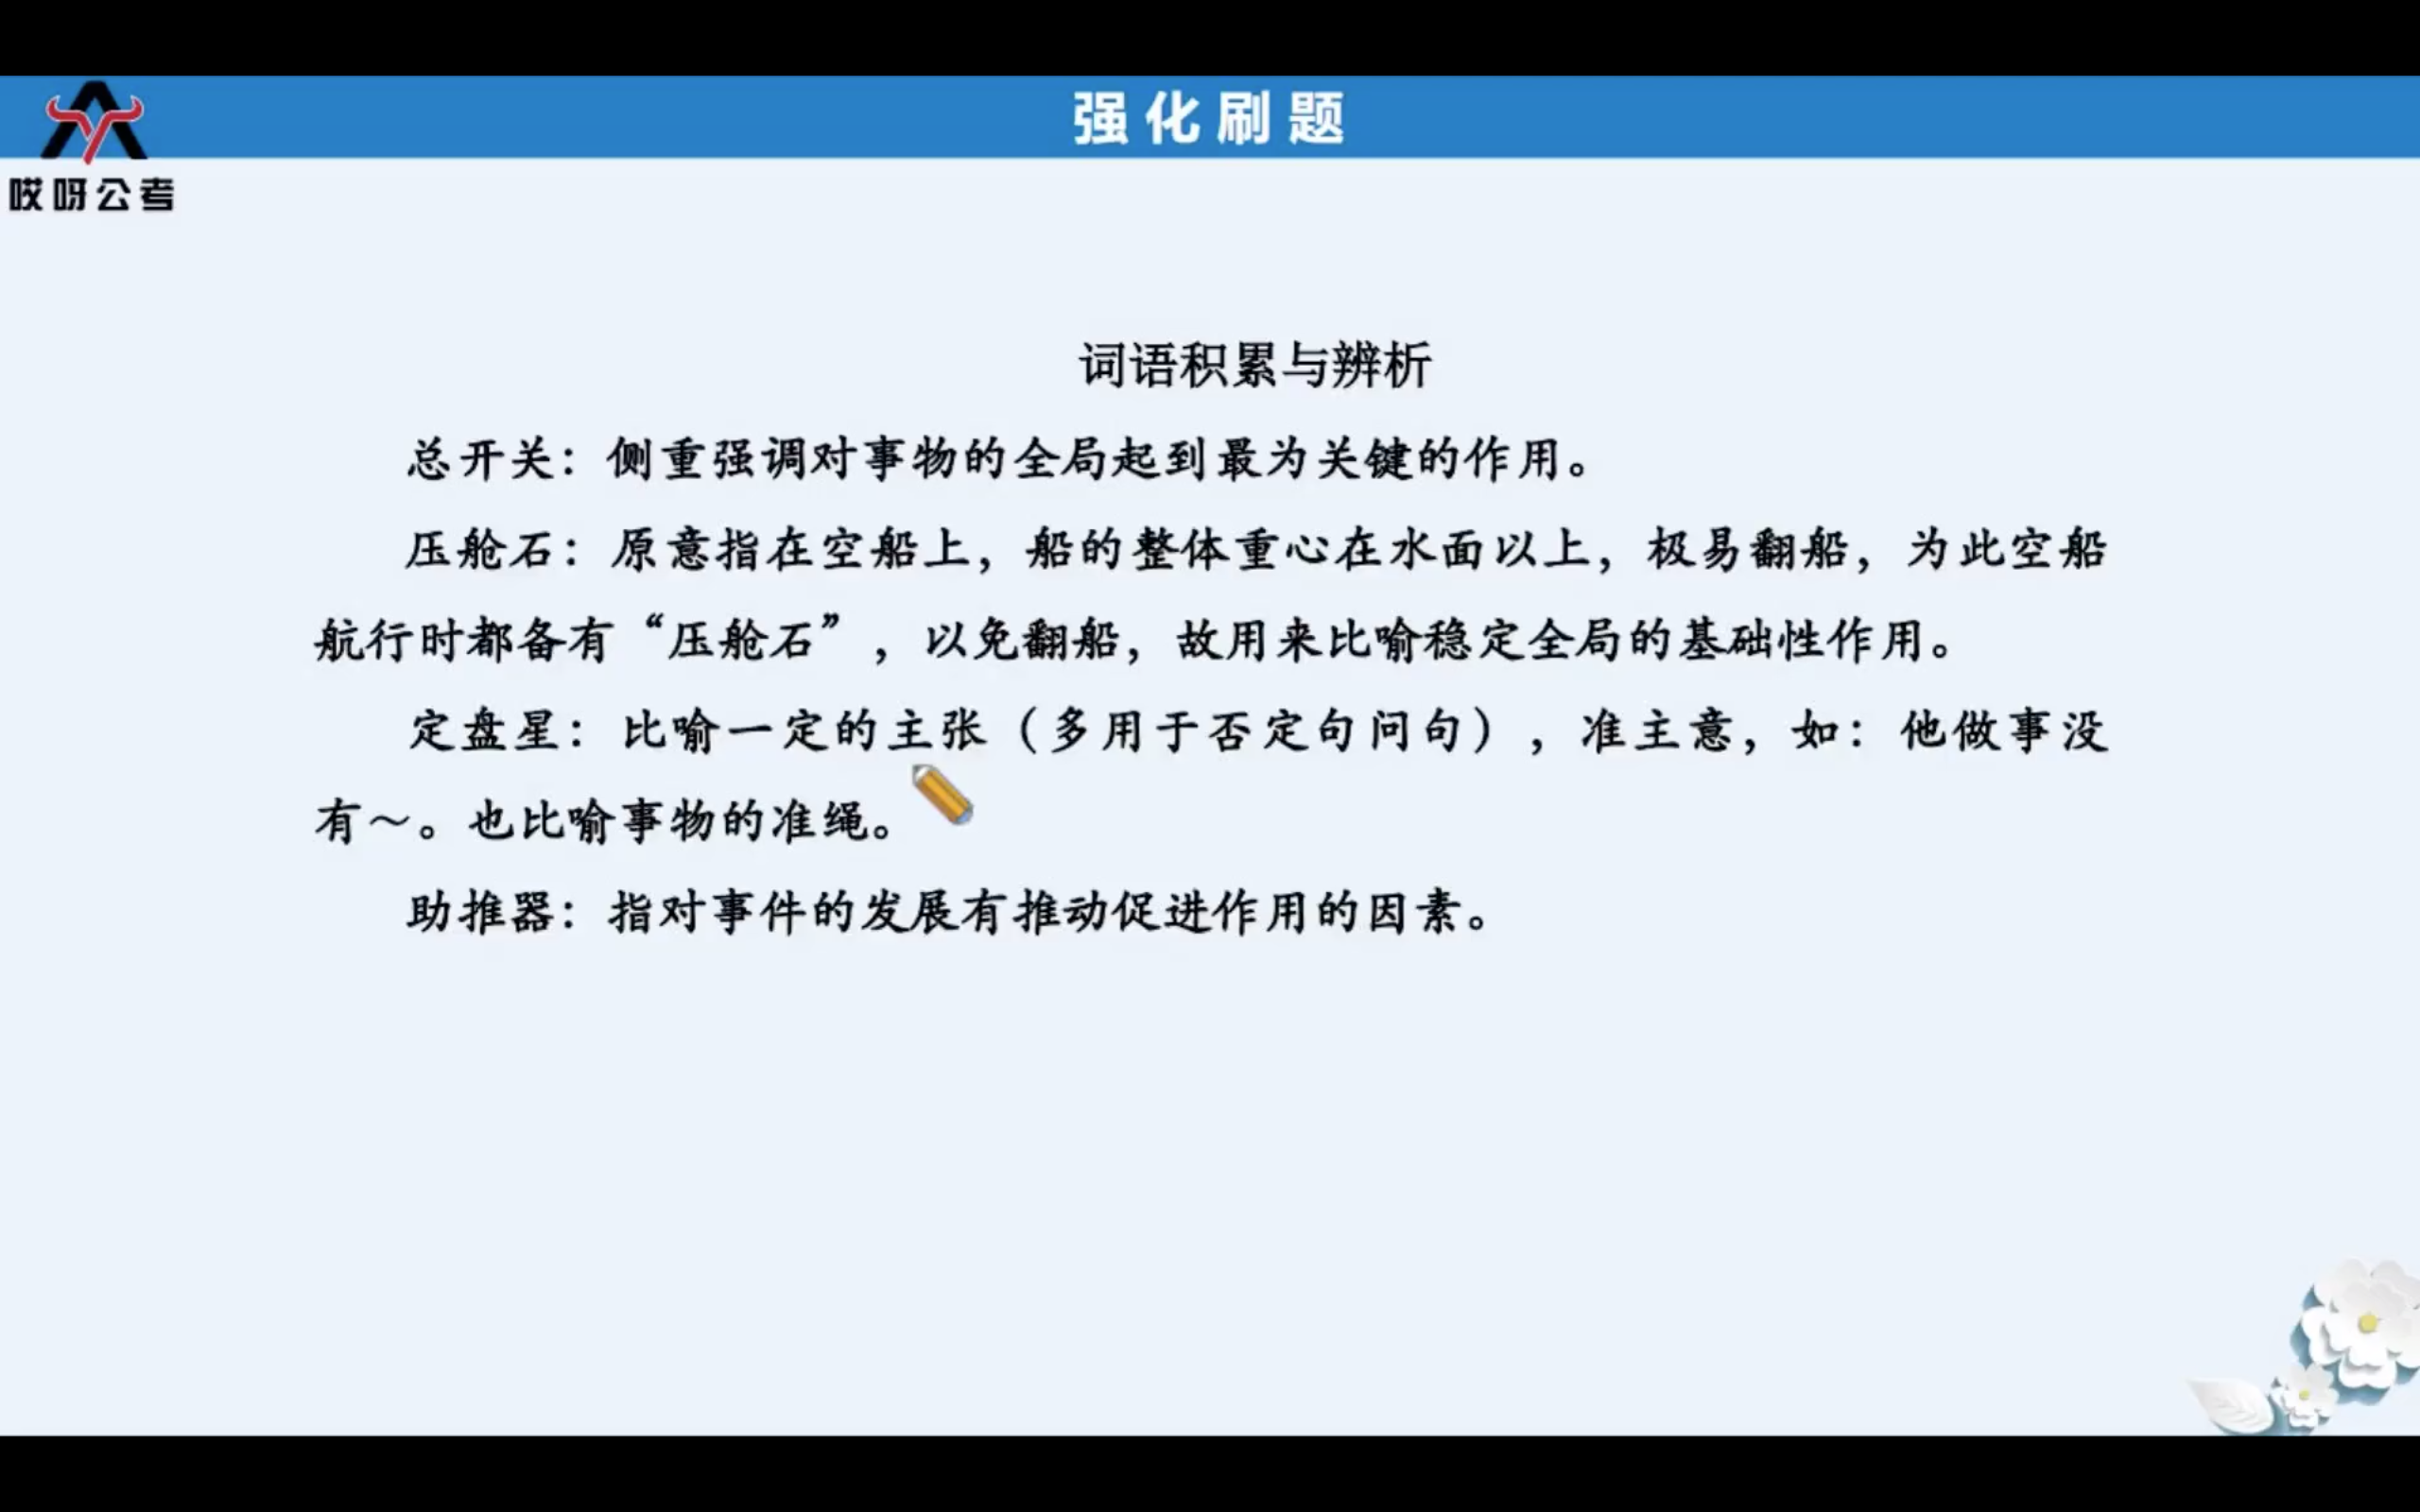 强化刷题
哎呀公考
词语积累与辨析
总开关：侧重强调对事物的全局起到最为关键的作用。
压舱石：原意指在空船上，船的整体重心在水面以上，极易翻船，为此空船
航行时都备有“压舱石”，以免翻船，故用来比喻稳定全局的基础性作用。
定盘星：比喻一定的主张（多用于否定句问句），准主意，如：他做事没
有～。也比喻事物的准绳。
助推器：指对事件的发展有推动促进作用的因素。